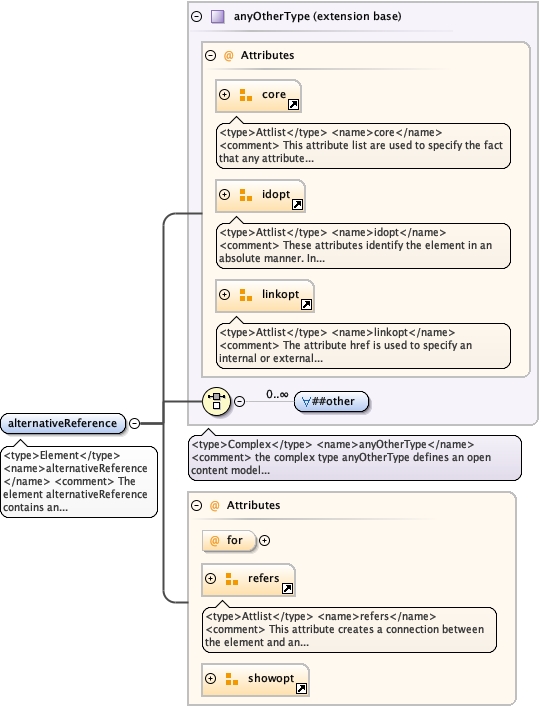 anyOtherType (extension base)
@ Attributes
core
<type>Attlist</type> <name>core</name>
<comment> This attribute list are used to specify the fact
that any attribute...
idopt
<type>Attlist</type> <name>idopt</name>
<comment> These attributes identify the element in an
absolute manner. In...
linkopt
<type>Attlist</type> <name>linkopt</name>
<comment> The attribute href is used to specify an
internal or external...
0..∞
∀##other
alternativeReference
<type>Element</type>
<name>alternativeReference
</name> <comment> The
element alternativeReference
contains an...
<type>Complex</type> <name>anyOtherType</name>
<comment> the complex type anyOtherType defines an open
content model...
@ Attributes
@ for
refers
<type>Attlist</type> <name>refers</name>
<comment> This attribute creates a connection between
the element and an...
showopt